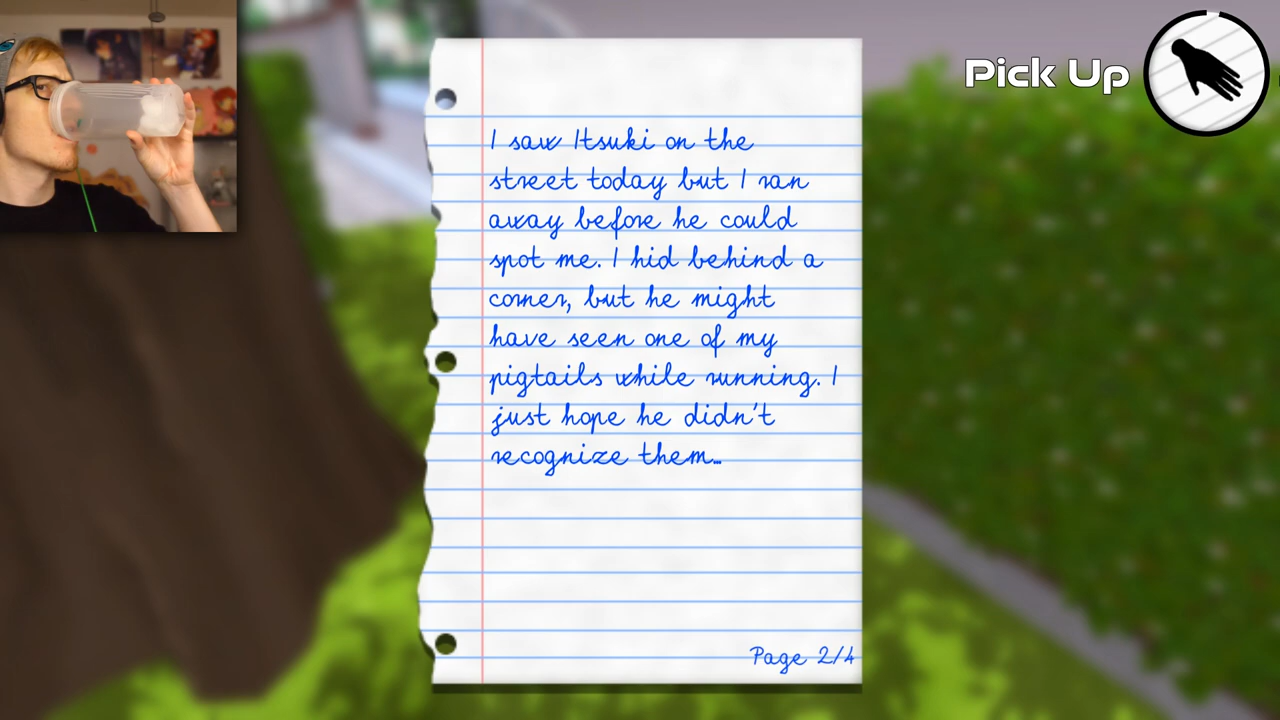 Pick Up
I saw Itsuki on the
street today but I ran
away before he could
spot me. I hid behind a
corner, but he might
have seen one of my
pigtails while running. I
just hope he didn't
recognize them...
Page 2/4